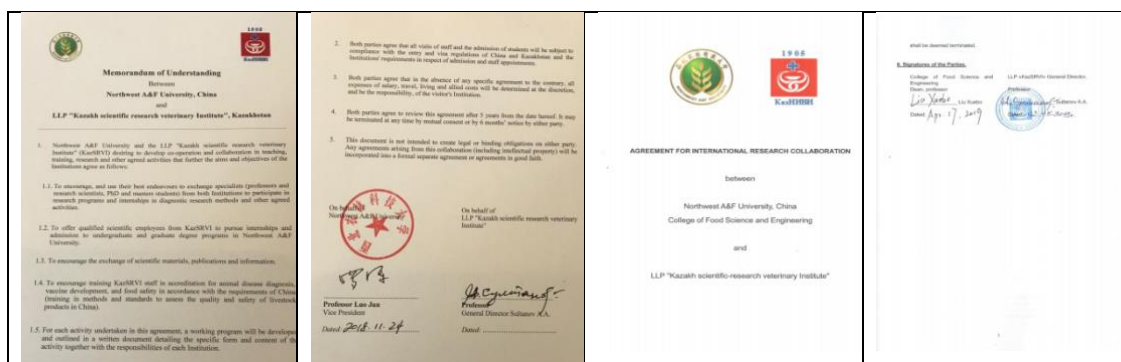 1905
Memorandum of Understanding
Between
Northwest A&F University, China
and
LLP "Kazakh scientific research veterinary Institute", Kazakhstan
1. Northwest A&F University and the LLP "Kazakh scientific research veterinary
Institute" (KazSRVI) desiring to develop co-operation and collaboration in teaching,
training, research and other agreed activities that further the aims and objectives of the
Institutions agree as follows:
1.1. To encourage, and use their best endeavours to exchange specialists (professors and
research scientists, PhD and masters students) from both Institutions to participate in
research programs and internships in diagnostic research methods and other agreed
activities.
1.2. To offer qualified scientific employees from KazSRVI to pursue internships and
admission to undergraduate and graduate degree programs in Northwest A&F
University.
1.3. To encourage the exchange of scientific materials, publications and information.
1.4. To encourage training KazSRVI staff in accreditation for animal disease diagnosis,
vaccine development, and food safety in accordance with the requirements of China
(training in methods and standards to assess the quality and safety of livestock
products in China).
1.5. For each activity undertaken in this agreement, a working program will be develope
and outlined in a written document detailing the specific form and content of th
activity together with the responsibilities of each Institution.
2. Both parties agree that all visits of staff and the admission of students will be subject to
compliance with the entry and visa regulations of China and Kazakhstan and the
Institutions' requirements in respect of admission and staff appointments.
3. Both parties agree that in the absence of any specific agreement to the contrary, all
expenses of salary, travel, living and allied costs will be determined at the discretion,
and be the responsibility, of the visitor's Institution.
4. Both parties agree to review this agreement after 5 years from the date hereof. It may
be terminated at any time by mutual consent or by 6 months' notice by either party.
5. This document is not intended to create legal or binding obligations on either party.
Any agreements arising from this collaboration (including intellectual property) will be
incorporated into a formal separate agreement or agreements in good faith.
On behalf of
Northwest A&F University
On behalf of
LLP "Kazakh scientific research veterinary
Institute"
Professor Luo Jun
Vice President
Dated: 2018.11.24
Professor
General Director Sultanov A.A.
Dated:
1905
КазНИВИ
AGREEMENT FOR INTERNATIONAL RESEARCH COLLABORATION
between
Northwest A&F University, China
College of Food Science and Engineering
and
LLP "Kazakh scientific-research veterinary Institute"
shall be deemed terminated.
Signatures of the Parties.
College of Food Science and
Engineering
Dean, professor
Liu Xuebo
Dated Apr 17, 2019
LLP «KazSRVI» General Director,
Professor
Sultanov A.A.
Dated